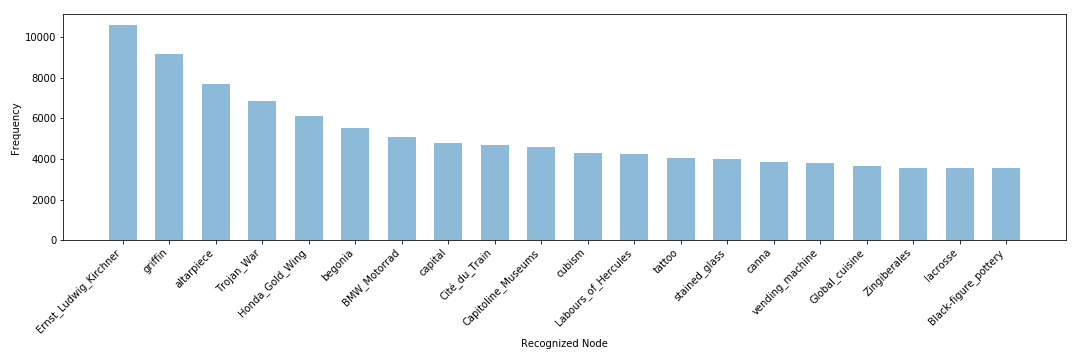 10000
8000
6000
4000
2000
0
Frequency
Ernst_Ludwig_Kirchner
griffin
altarpiece
Trojan_War
Honda_Gold_Wing
begonia
BMW_Motorrad
capital
Cité_du_Train
Capitoline_Museums
cubism
Labours_of_Hercules
tattoo
stained_glass
canna
vending_machine
Global_cuisine
Zingiberales
lacrosse
Black-figure_pottery
Recognized Node